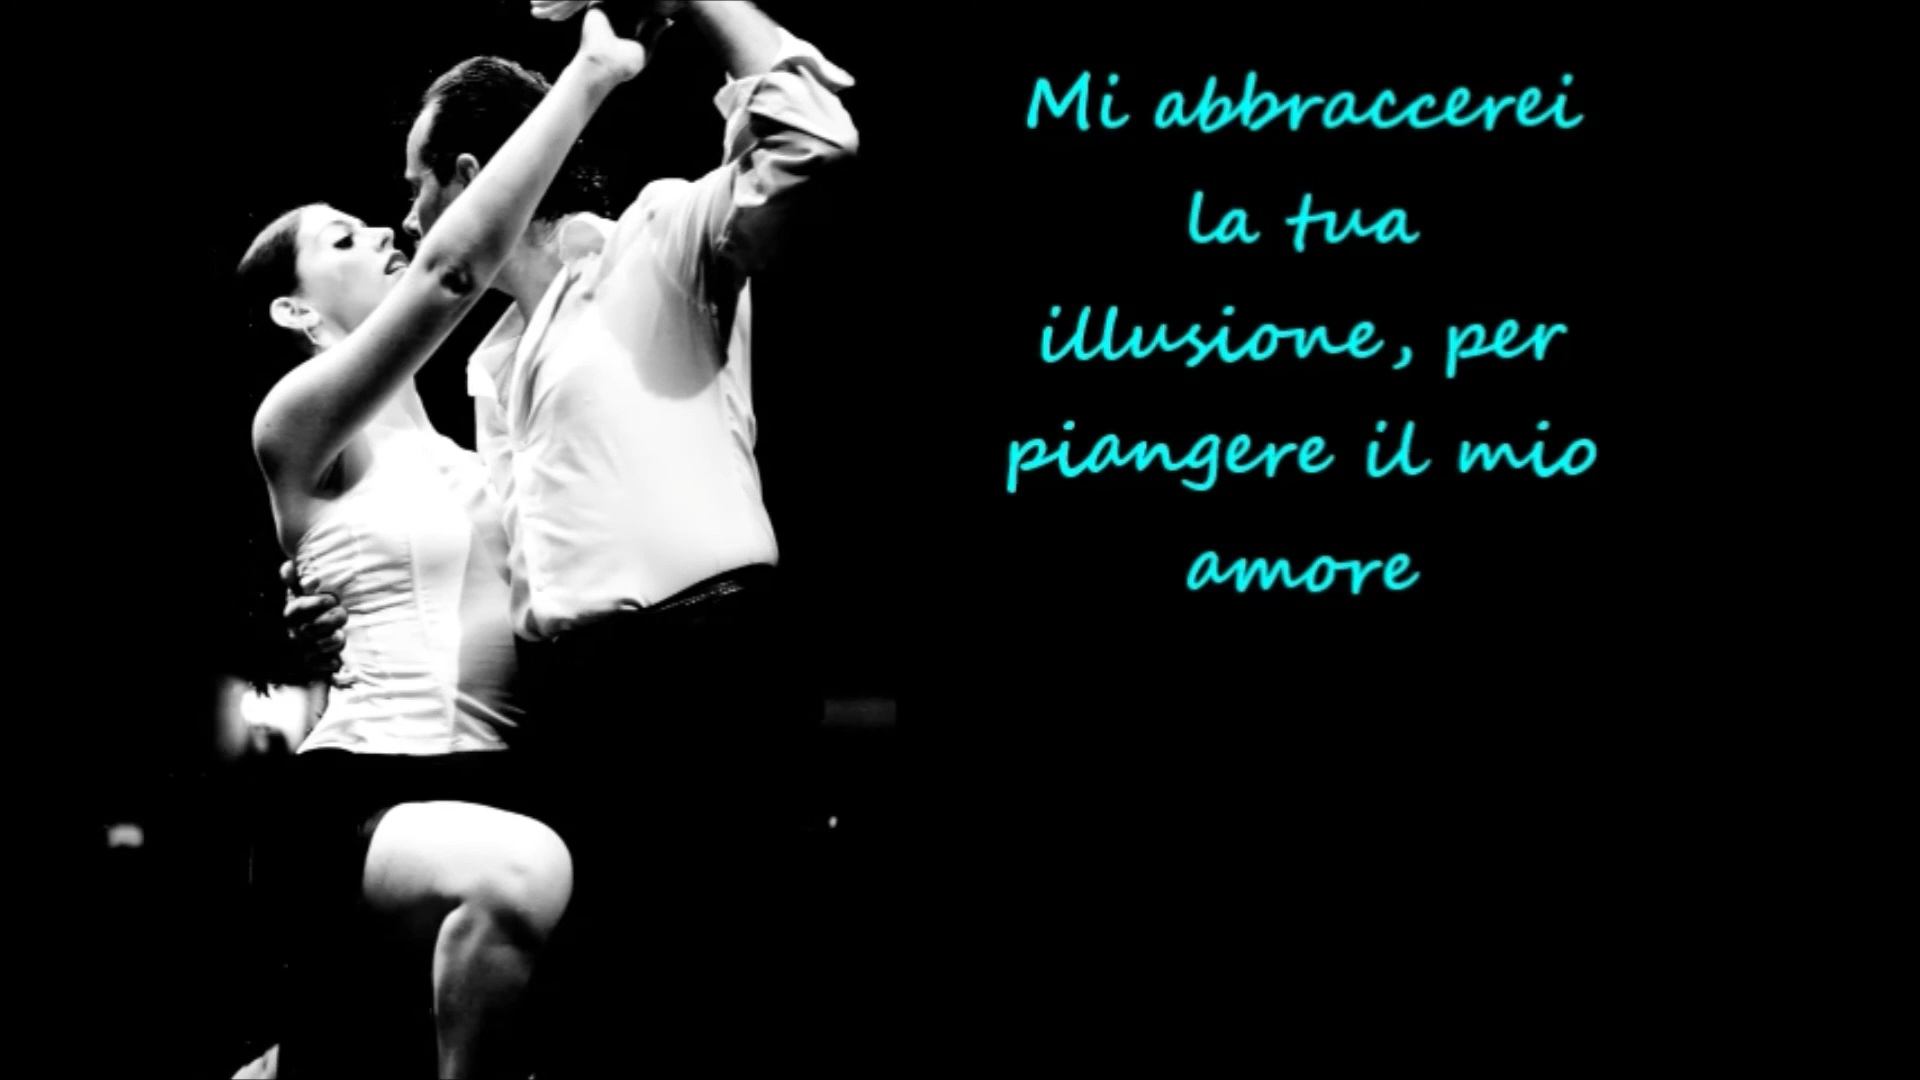 Mi abbraccerei
la tua
illusione, per
piangere il mio
amore